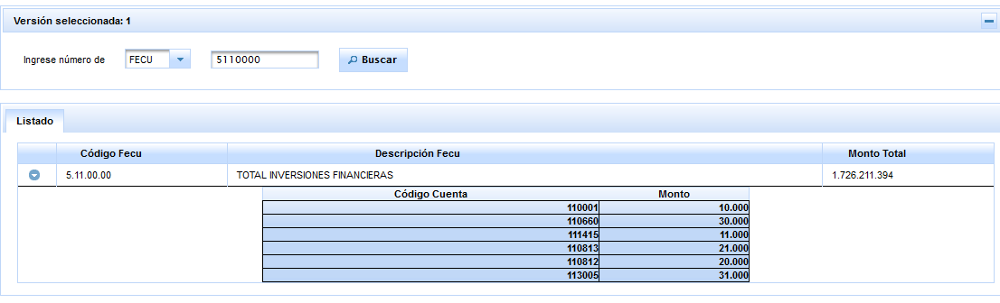 Versión seleccionada: 1
Ingrese número de FECU 5110000 Buscar
Listado
Código Fecu Descripción Fecu Monto Total
5.11.00.00 TOTAL INVERSIONES FINANCIERAS 1.726.211.394
Código Cuenta Monto
110001 10.000
110660 30.000
111415 11.000
110813 21.000
110812 20.000
113005 31.000